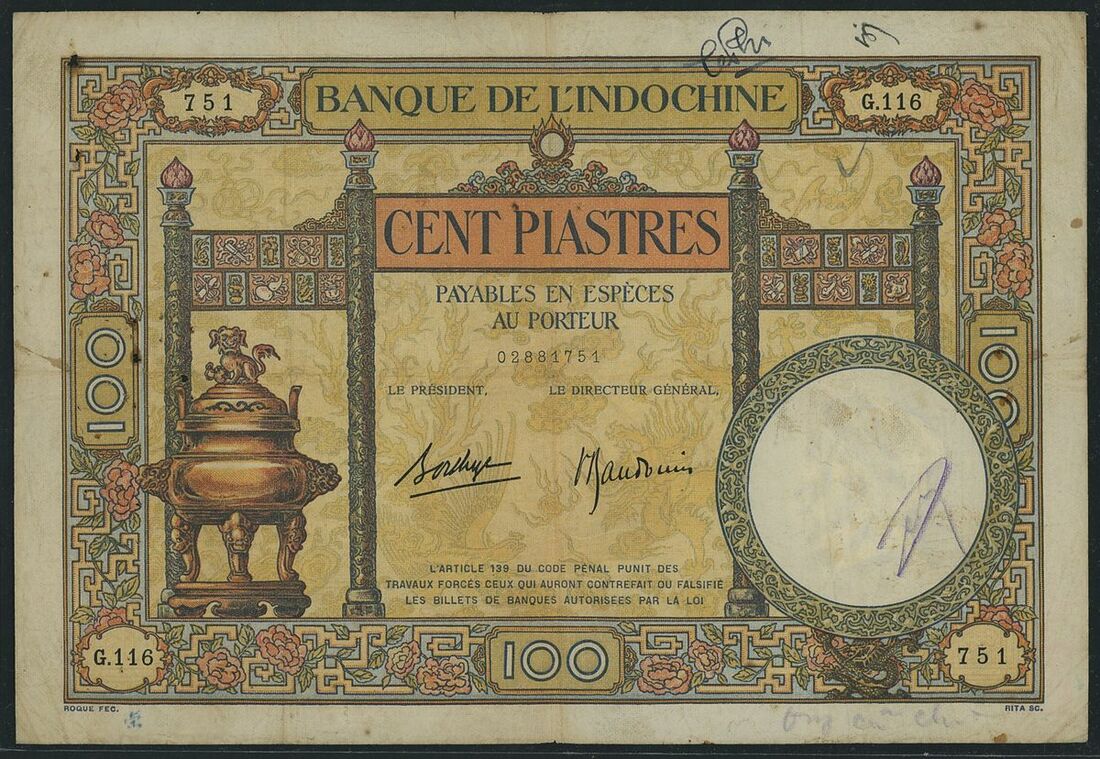 751
BANQUE DE L'INDOCHINE
G.116
CENT PIASTRES
PAYABLES EN ESPÈCES
AU PORTEUR
02881751
LE PRÉSIDENT, LE DIRECTEUR GÉNÉRAL,
100
100
L'ARTICLE 139 DU CODE PÉNAL PUNIT DES
TRAVAUX FORCÉS CEUX QUI AURONT CONTREFAIT OU FALSIFIÉ
LES BILLETS DE BANQUES AUTORISÉES PAR LA LOI
G.116
100
751
ROQUE FEC.
RITA SC.